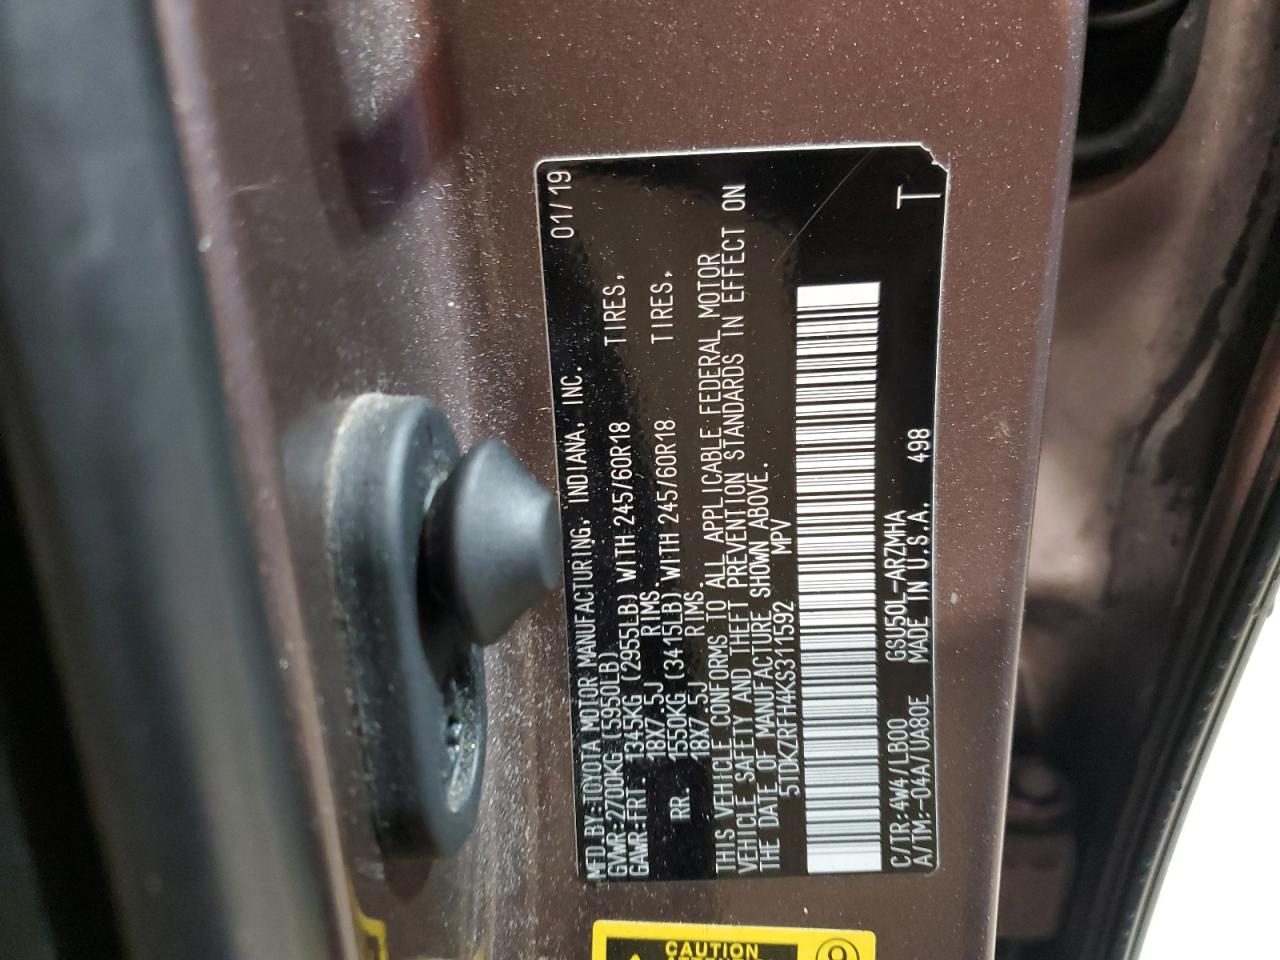 MFD.BY:TOYOTA MOTOR MANUFACTURING, INDIANA, INC. 01/19
GVWR:2700KG(5950LB)
GAWR:FRT 1345KG (2955LB) WITH 245/60R18 TIRES,
18X7.5J RIMS.
RR. 1550KG (3415LB) WITH 245/60R18 TIRES,
18X7.5J RIMS.
THIS VEHICLE CONFORMS TO ALL APPLICABLE FEDERAL MOTOR
VEHICLE SAFETY AND THEFT PREVENTION STANDARDS IN EFFECT ON
THE DATE OF MANUFACTURE SHOWN ABOVE.
5TDKZRFH4KS311592 MPV
C/TR:4W4/LB00 GSU50L-ARZMHA
A/TM:-04A/UA80E MADE IN U.S.A. 498 T
CAUTION